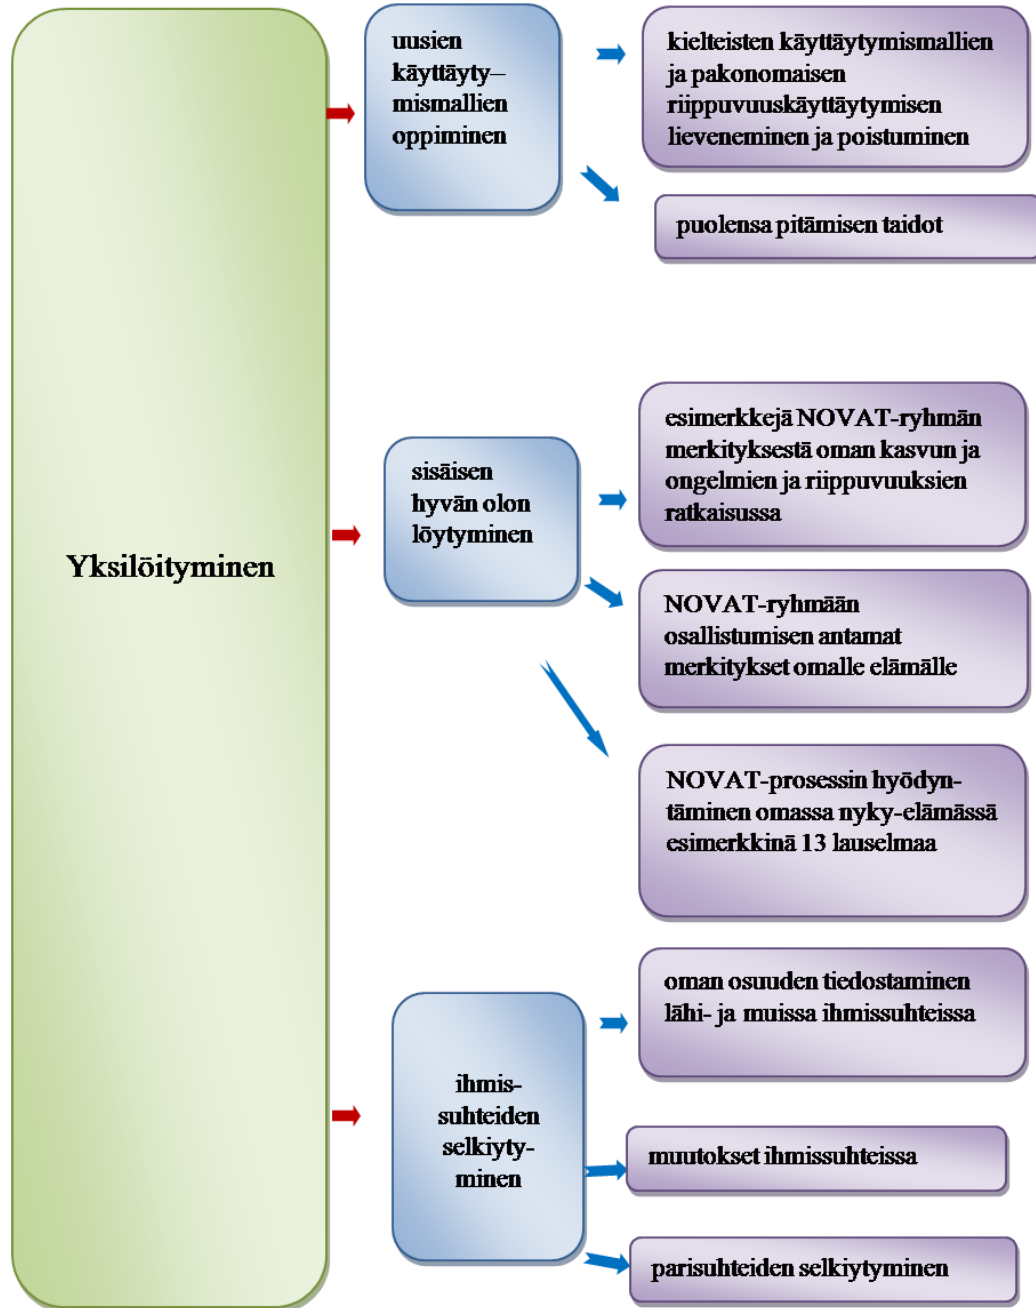 Yksilöityminen
uusien
käyttäyty–
mismallien
oppiminen
kielteisten käyttäytymismallien
ja pakonomaisen
riippuvuuskäyttäytymisen
lieveneminen ja poistuminen
puolensa pitämisen taidot
sisäisen
hyvän olon
löytyminen
esimerkkejä NOVAT-ryhmän
merkityksestä oman kasvun ja
ongelmien ja riippuvuuksien
ratkaisussa
NOVAT-ryhmään
osallistumisen antamat
merkitykset omalle elämälle
NOVAT-prosessin hyödyn-
täminen omassa nyky-elämässä
esimerkkinä 13 lauselmaa
ihmis-
suhteiden
selkiyty-
minen
oman osuuden tiedostaminen
lähi- ja muissa ihmissuhteissa
muutokset ihmissuhteissa
parisuhteiden selkiytyminen